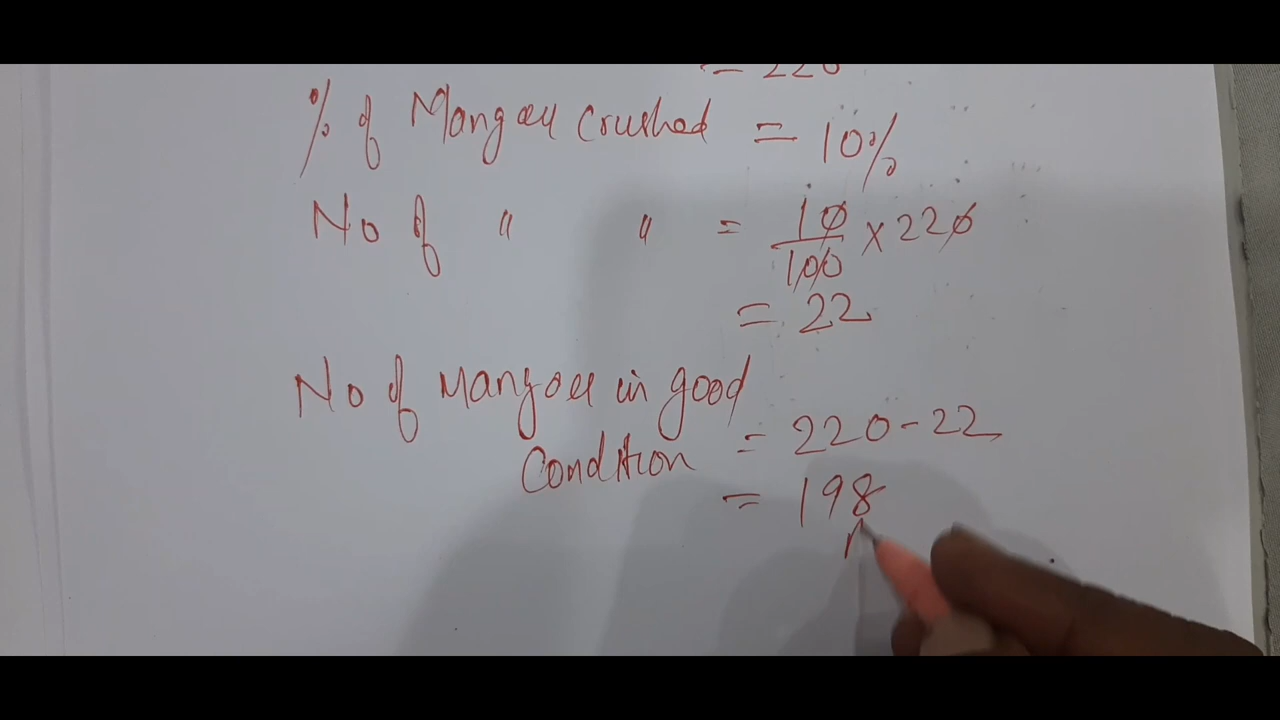 = 220
% of Mangoes Crushed = 10%
No of " " = 10/100 x 220
= 22
No of Mangoes in good
Condition = 220-22
= 198